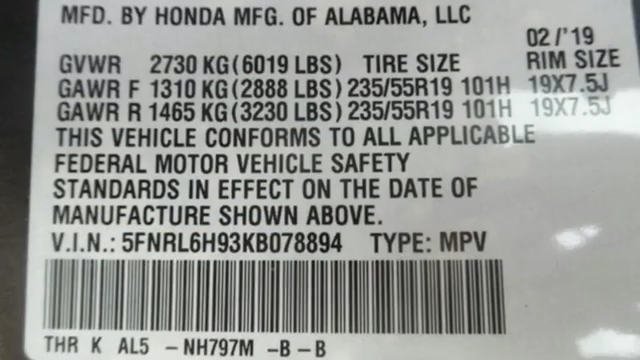 MFD. BY HONDA MFG. OF ALABAMA, LLC
02/'19
GVWR 2730 KG (6019 LBS) TIRE SIZE RIM SIZE
GAWR F 1310 KG (2888 LBS) 235/55R19 101H 19X7.5J
GAWR R 1465 KG (3230 LBS) 235/55R19 101H 19X7.5J
THIS VEHICLE CONFORMS TO ALL APPLICABLE
FEDERAL MOTOR VEHICLE SAFETY
STANDARDS IN EFFECT ON THE DATE OF
MANUFACTURE SHOWN ABOVE.
V.I.N.: 5FNRL6H93KB078894 TYPE: MPV
THR K AL5 - NH797M - B - B